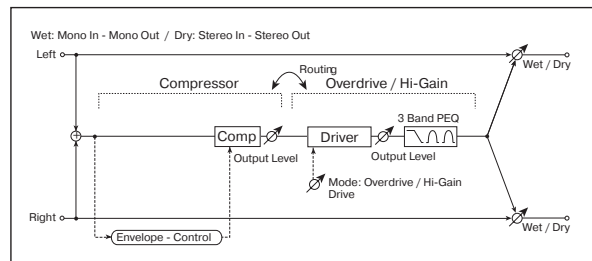 Wet: Mono In - Mono Out / Dry: Stereo In - Stereo Out
Left
Wet / Dry
Routing
Compressor
Overdrive / Hi-Gain
3 Band PEQ
Comp
Driver
Output Level
Output Level
Mode: Overdrive / Hi-Gain
Drive
Right
Wet / Dry
Envelope - Control